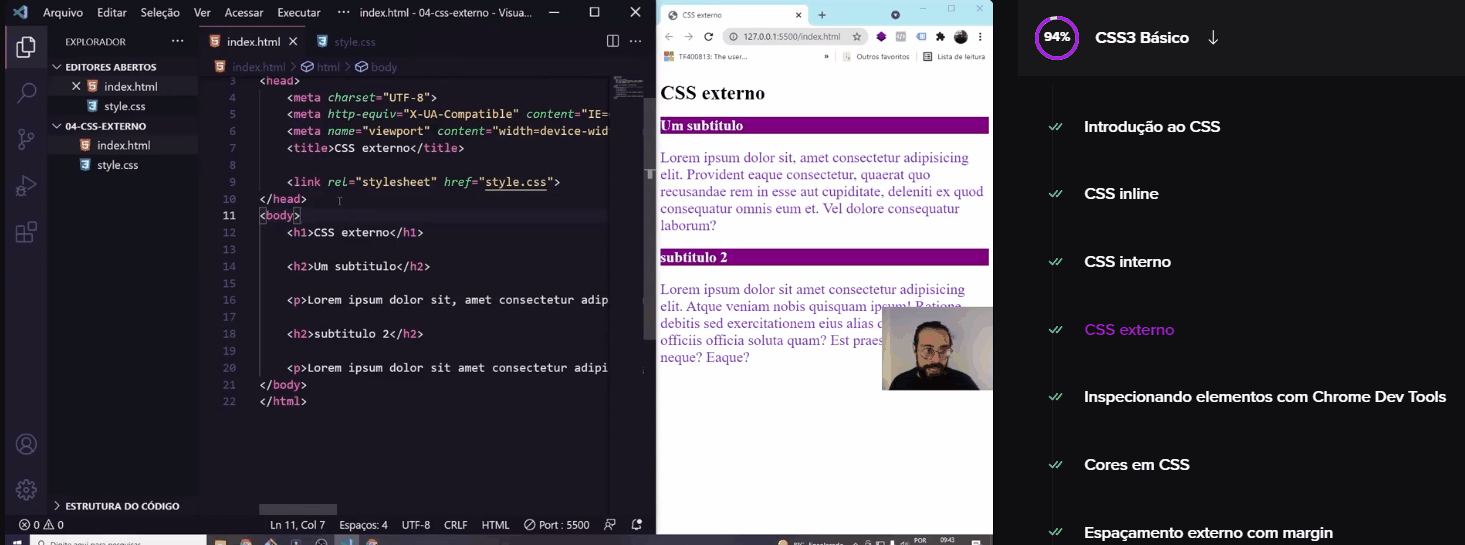 Arquivo Editar Seleção Ver Acessar Executar ··· index.html - 04-css-externo - Visua...
EXPLORADOR ···
EDITORES ABERTOS
index.html
style.css
04-CSS-EXTERNO
index.html
style.css
ESTRUTURA DO CÓDIGO
index.html style.css
index.html > html > body
3 <head>
4 <meta charset="UTF-8">
5 <meta http-equiv="X-UA-Compatible" content="IE=
6 <meta name="viewport" content="width=device-wid
7 <title>CSS externo</title>
8
9 <link rel="stylesheet" href="style.css">
10 </head>
11 <body>
12 <h1>CSS externo</h1>
13
14 <h2>Um subtitulo</h2>
15
16 <p>Lorem ipsum dolor sit, amet consectetur adip
17
18 <h2>subtitulo 2</h2>
19
20 <p>Lorem ipsum dolor sit amet consectetur adipi
21 </body>
22 </html>
0 0 Ln 11, Col 7 Espaços: 4 UTF-8 CRLF HTML Port : 5500
CSS externo
127.0.0.1:5500/index.html
TF400813: The user... » Outros favoritos Lista de leitura
CSS externo
Um subtitulo
Lorem ipsum dolor sit, amet consectetur adipisicing
elit. Provident eaque consectetur, quaerat quo
recusandae rem in esse aut cupiditate, deleniti ex quod
consequatur omnis eum et. Vel dolore consequatur
laborum?
subtitulo 2
Lorem ipsum dolor sit amet consectetur adipisicing
elit. Atque veniam nobis quisquam ipsum! Ratione
debitis sed exercitationem eius alias
officiis officia soluta quam? Est
neque? Eaque?
POR 09:43
94% CSS3 Básico
Introdução ao CSS
CSS inline
CSS interno
CSS externo
Inspecionando elementos com Chrome Dev Tools
Cores em CSS
Espaçamento externo com margin